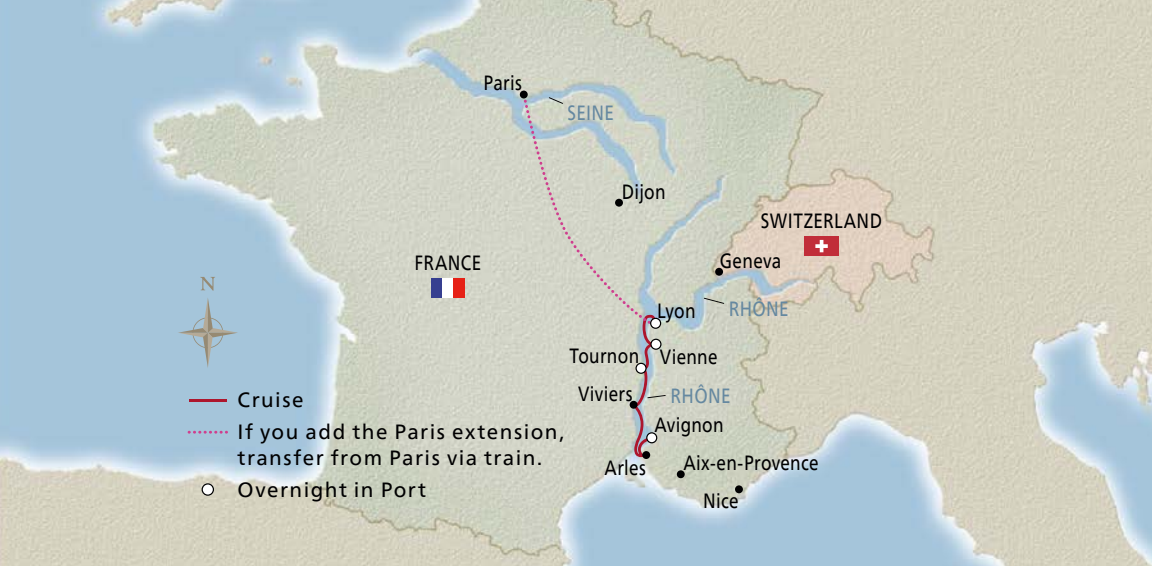 Paris
SEINE
Dijon
SWITZERLAND
FRANCE
Geneva
N
Lyon
RHÔNE
Tournon
Vienne
Viviers
RHÔNE
Cruise
Avignon
If you add the Paris extension,
transfer from Paris via train.
Arles
Aix-en-Provence
Overnight in Port
Nice